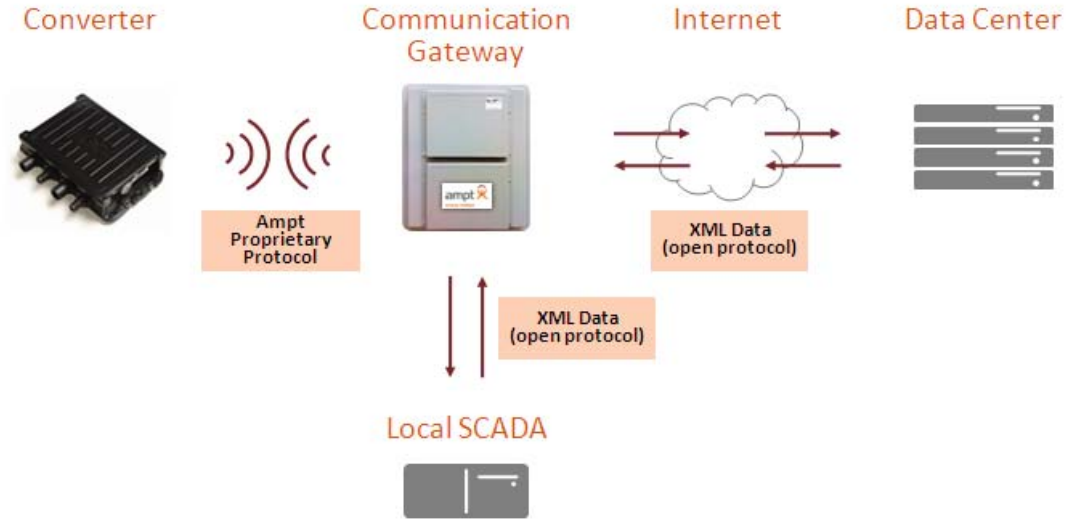 Converter
Communication
Gateway
Internet
Data Center
ampt
Ampt
Proprietary
Protocol
XML Data
(open protocol)
XML Data
(open protocol)
Local SCADA